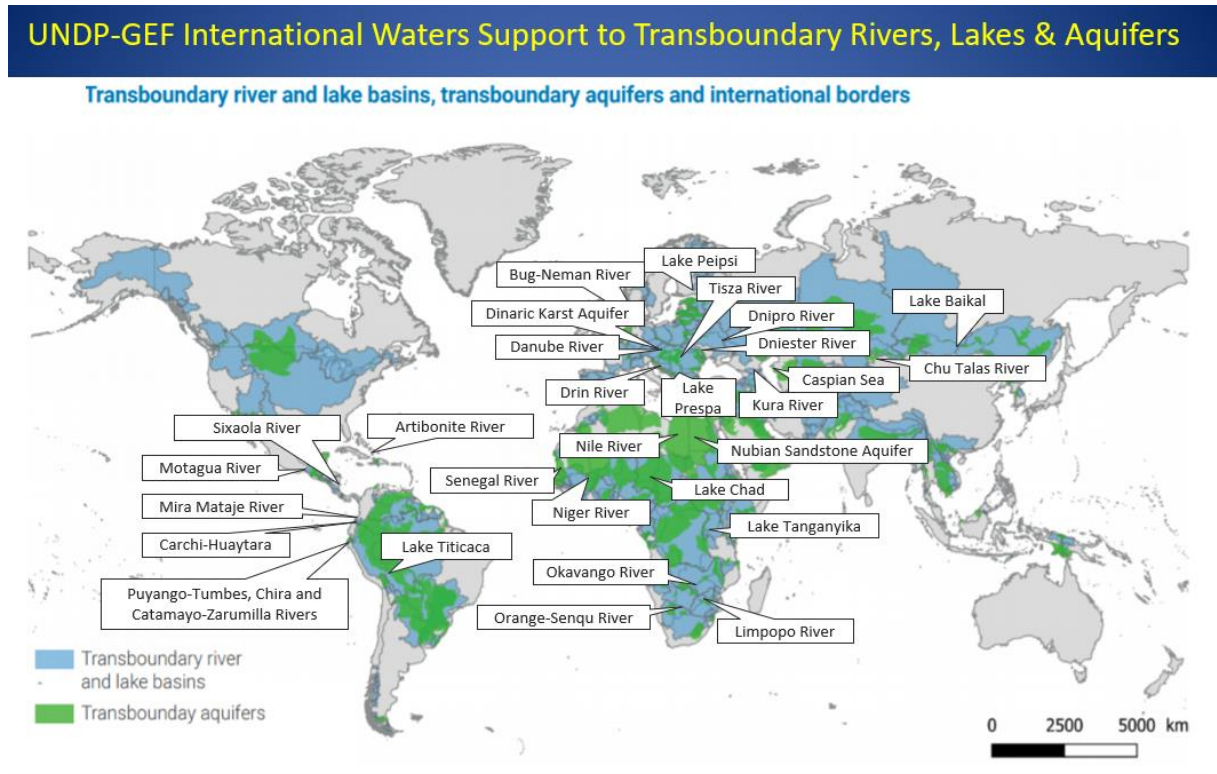 UNDP-GEF International Waters Support to Transboundary Rivers, Lakes & Aquifers
Transboundary river and lake basins, transboundary aquifers and international borders
Lake Peipsi
Bug-Neman River
Tisza River
Lake Baikal
Dinaric Karst Aquifer
Dnipro River
Danube River
Dniester River
Chu Talas River
Caspian Sea
Drin River
Lake
Prespa
Kura River
Sixaola River
Artibonite River
Nile River
Nubian Sandstone Aquifer
Motagua River
Senegal River
Lake Chad
Mira Mataje River
Niger River
Lake Tanganyika
Carchi-Huaytara
Lake Titicaca
Okavango River
Puyango-Tumbes, Chira and
Catamayo-Zarumilla Rivers
Orange-Senqu River
Limpopo River
Transboundary river
and lake basins
Transbounday aquifers
0 2500 5000 km